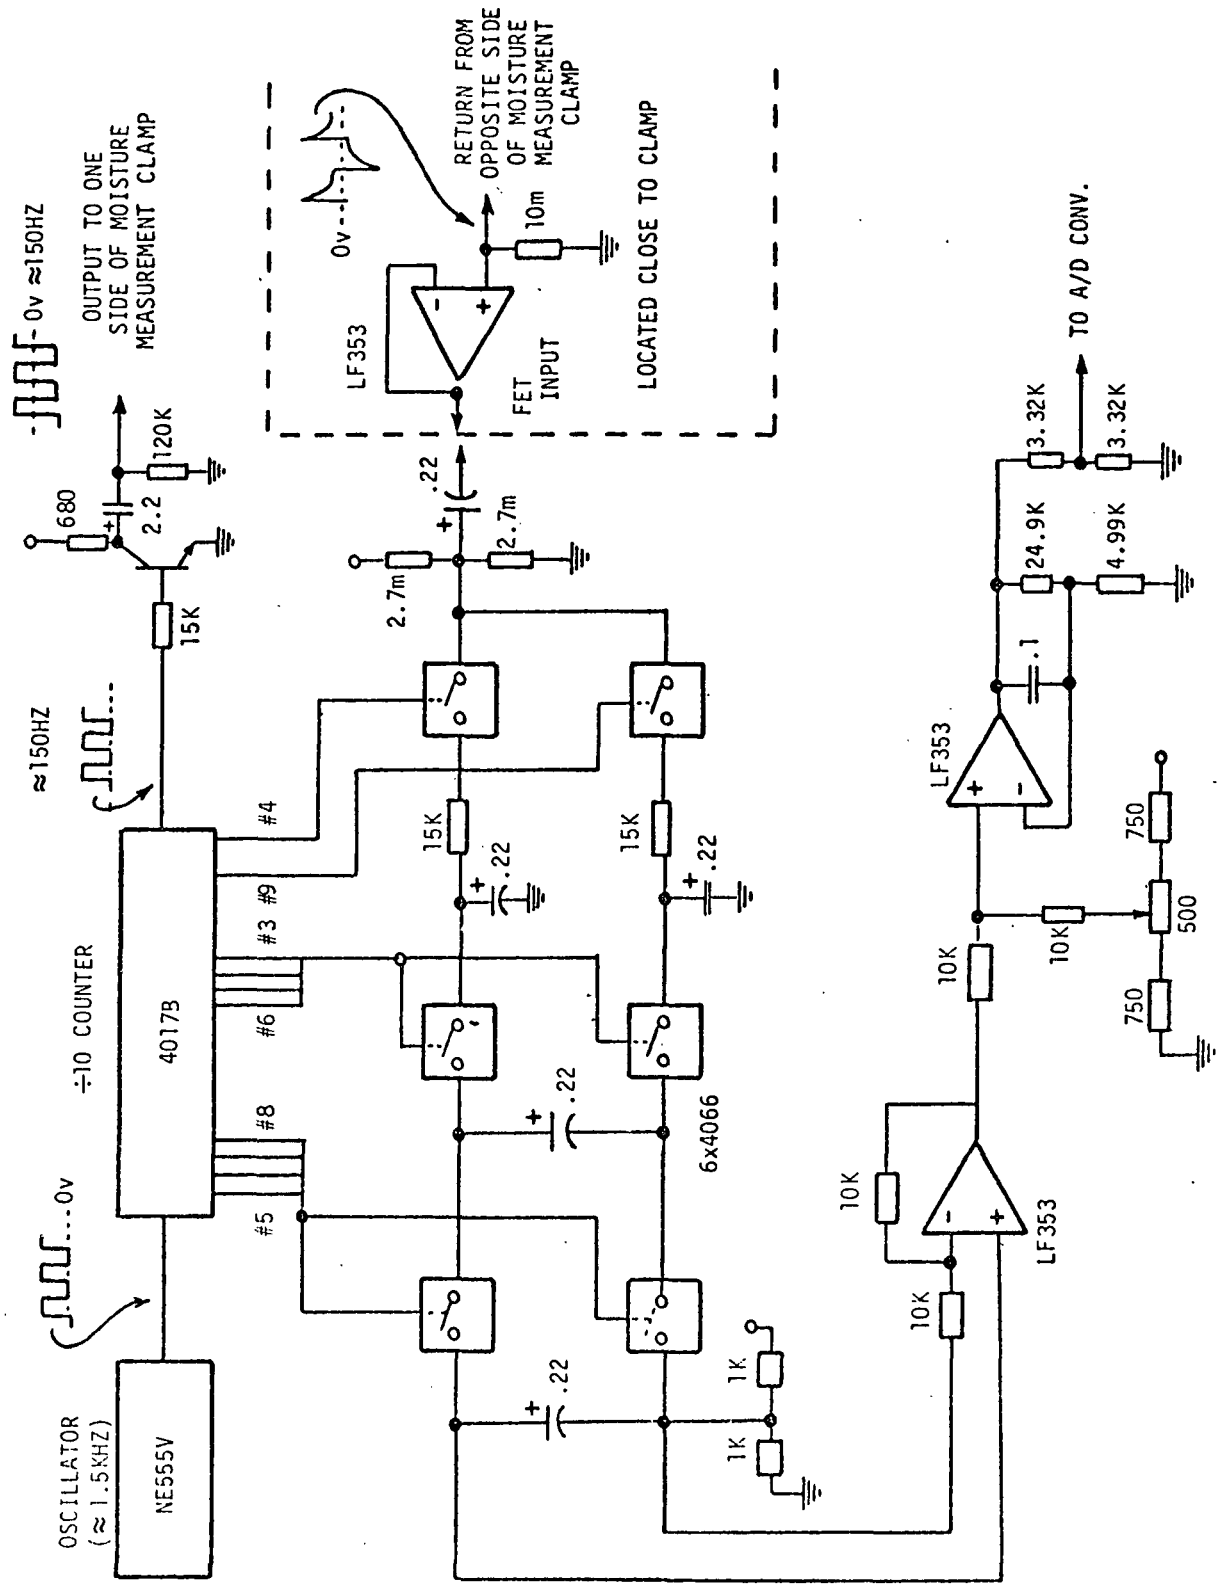 OSCILLATOR
(≈1.5KHZ)
NE555V
...0v
÷10 COUNTER
4017B
#5
#8
#6
#3
#9
#4
≈150HZ
15K
680
+
2.2
120K
-0v ≈150HZ
OUTPUT TO ONE
SIDE OF MOISTURE
MEASUREMENT CLAMP
0v--
RETURN FROM
OPPOSITE SIDE
OF MOISTURE
MEASUREMENT
CLAMP
LF353
-
+
10m
FET
INPUT
LOCATED CLOSE TO CLAMP
.22
+
2.7m
2.7m
15K
+
.22
15K
+
.22
+
.22
6x4066
+
.22
1K
1K
10K
10K
-
+
LF353
10K
10K
750
500
750
LF353
+
-
.1
24.9K
4.99K
3.32K
3.32K
TO A/D CONV.